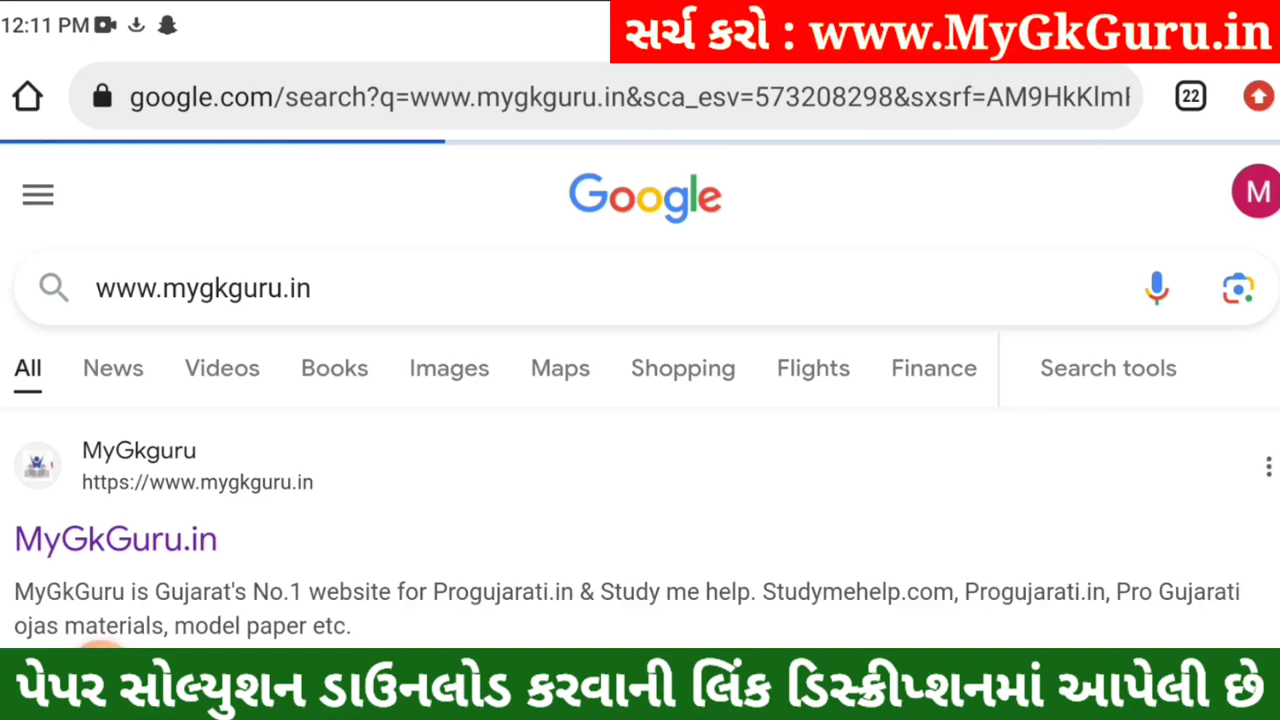 12:11 PM
સર્ચ કરો : www.MyGkGuru.in
google.com/search?q=www.mygkguru.in&sca_esv=573208298&sxsrf=AM9HkKlm
22
Google
M
www.mygkguru.in
All News Videos Books Images Maps Shopping Flights Finance Search tools
MyGkguru
https://www.mygkguru.in
MyGkGuru.in
MyGkGuru is Gujarat's No.1 website for Progujarati.in & Study me help. Studymehelp.com, Progujarati.in, Pro Gujarati
ojas materials, model paper etc.
પેપર સોલ્યુશન ડાઉનલોડ કરવાની લિંક ડિસ્ક્રીપ્શનમાં આપેલી છે